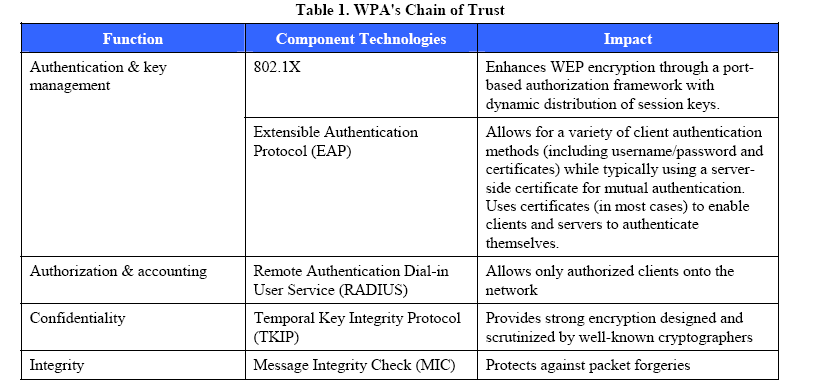 Table 1. WPA's Chain of Trust
Function Component Technologies Impact
Authentication & key
management
802.1X
Enhances WEP encryption through a port-
based authorization framework with
dynamic distribution of session keys.
Extensible Authentication
Protocol (EAP)
Allows for a variety of client authentication
methods (including username/password and
certificates) while typically using a server-
side certificate for mutual authentication.
Uses certificates (in most cases) to enable
clients and servers to authenticate
themselves.
Authorization & accounting
Remote Authentication Dial-in
User Service (RADIUS)
Allows only authorized clients onto the
network
Confidentiality
Temporal Key Integrity Protocol
(TKIP)
Provides strong encryption designed and
scrutinized by well-known cryptographers
Integrity
Message Integrity Check (MIC)
Protects against packet forgeries